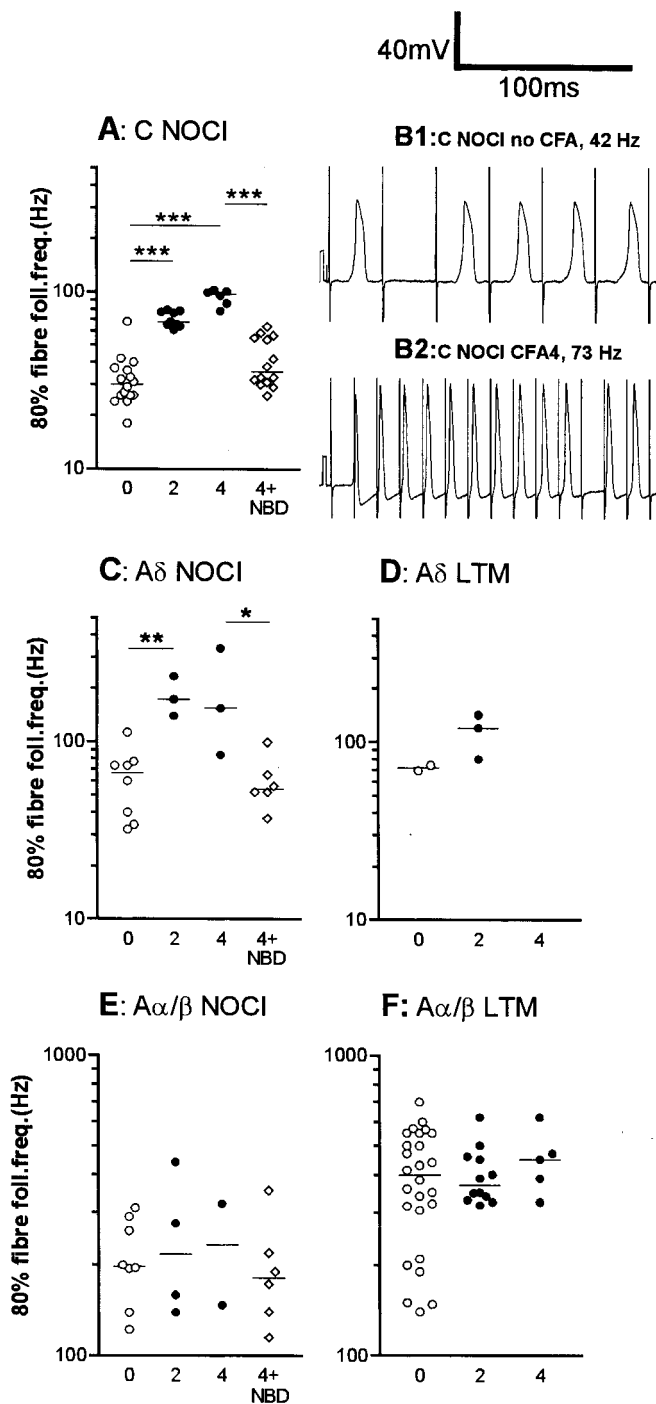 40mV
100ms
A: C NOCI
80% fibre foll.freq.(Hz)
100
10
***
***
***
0 2 4 4+
NBD
B1:C NOCI no CFA, 42 Hz
B2:C NOCI CFA4, 73 Hz
C: Aδ NOCI
80% fibre foll.freq.(Hz)
100
10
**
*
0 2 4 4+
NBD
D: Aδ LTM
100
10
0 2 4
E: Aα/β NOCI
80% fibre foll.freq.(Hz)
1000
100
0 2 4 4+
NBD
F: Aα/β LTM
1000
100
0 2 4